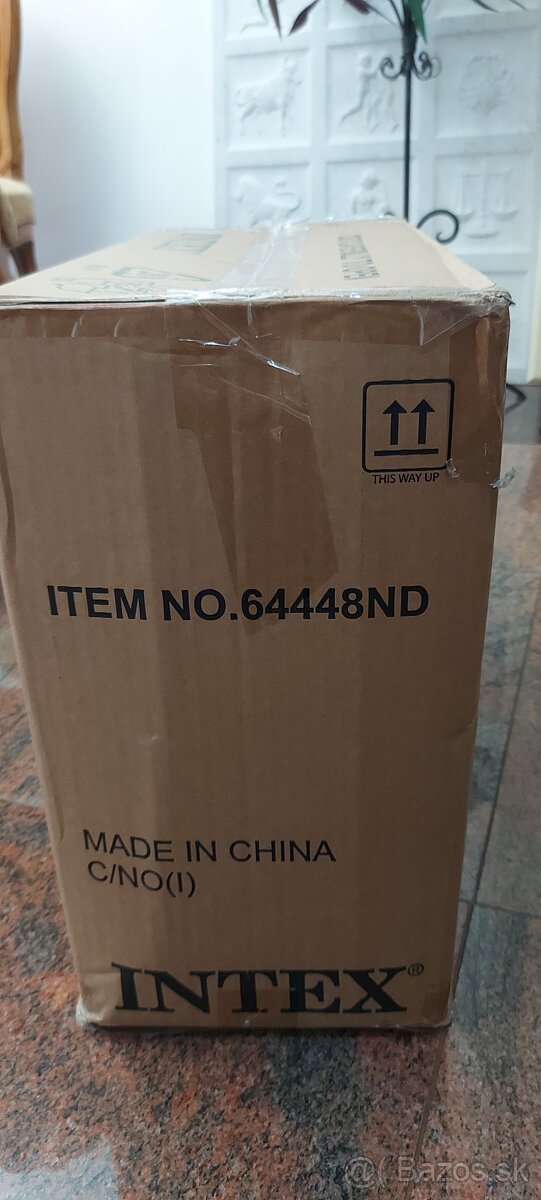 THIS WAY UP
ITEM NO.64448ND
MADE IN CHINA
C/NO(I)
INTEX®
Bazos.sk